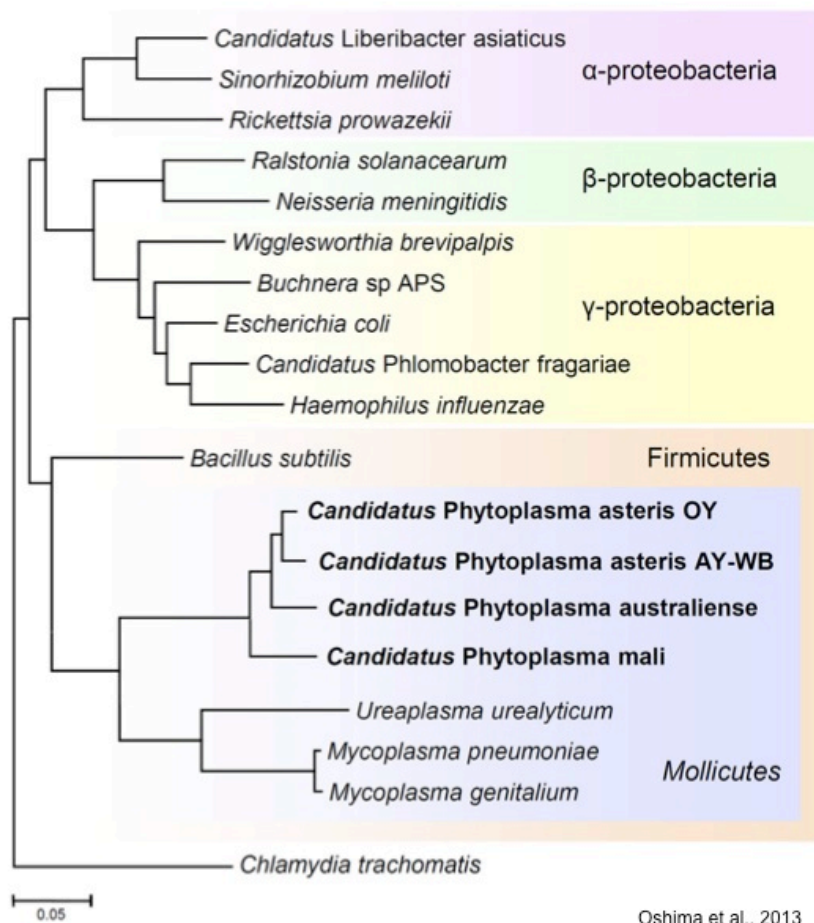 Candidatus Liberibacter asiaticus
Sinorhizobium meliloti
α-proteobacteria
Rickettsia prowazekii
Ralstonia solanacearum
β-proteobacteria
Neisseria meningitidis
Wigglesworthia brevipalpis
Buchnera sp APS
γ-proteobacteria
Escherichia coli
Candidatus Phlomobacter fragariae
Haemophilus influenzae
Bacillus subtilis
Firmicutes
Candidatus Phytoplasma asteris OY
Candidatus Phytoplasma asteris AY-WB
Candidatus Phytoplasma australiense
Candidatus Phytoplasma mali
Ureaplasma urealyticum
Mycoplasma pneumoniae
Mollicutes
Mycoplasma genitalium
Chlamydia trachomatis
0.05
Oshima et al., 2013